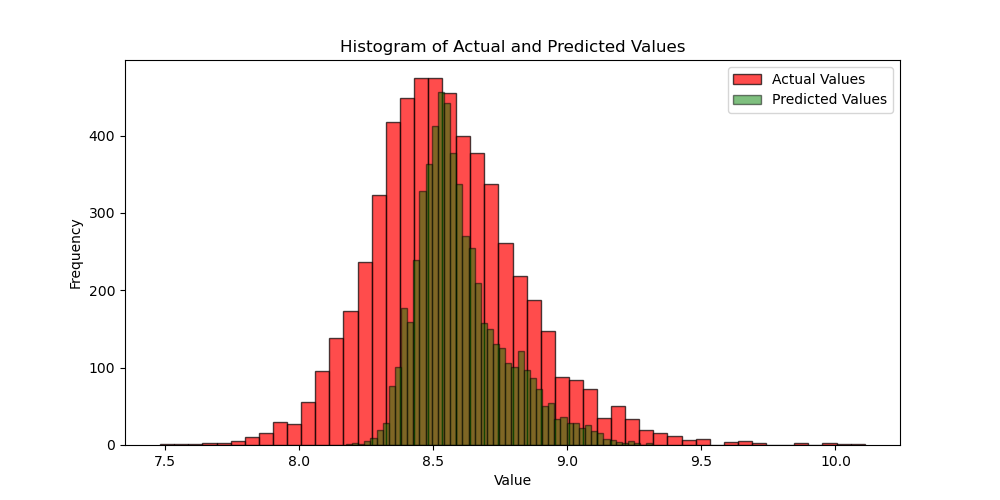 Histogram of Actual and Predicted Values
Actual Values
Predicted Values
Frequency
400
300
200
100
0
7.5 8.0 8.5 9.0 9.5 10.0
Value